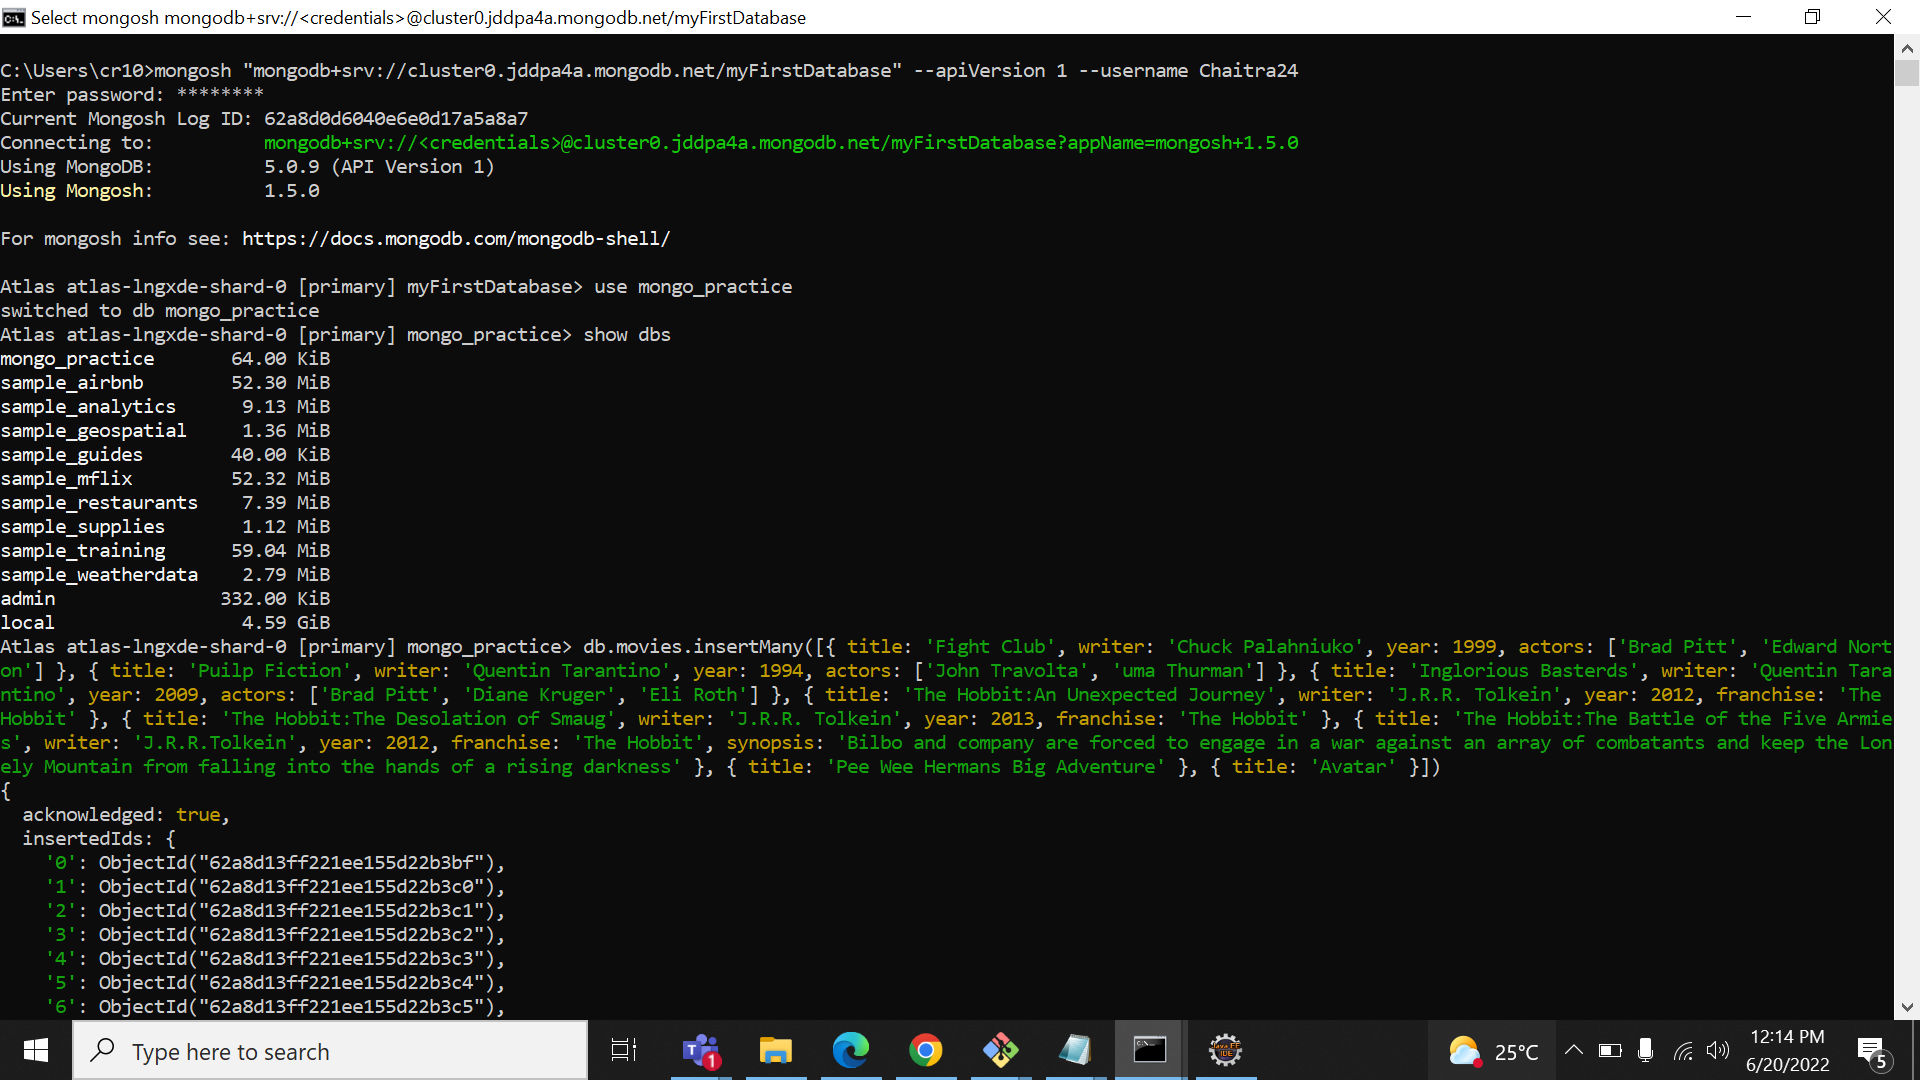 Select mongosh mongodb+srv://<credentials>@cluster0.jddpa4a.mongodb.net/myFirstDatabase
C:\Users\cr10>mongosh "mongodb+srv://cluster0.jddpa4a.mongodb.net/myFirstDatabase" --apiVersion 1 --username Chaitra24
Enter password: ********
Current Mongosh Log ID: 62a8d0d6040e6e0d17a5a8a7
Connecting to:          mongodb+srv://<credentials>@cluster0.jddpa4a.mongodb.net/myFirstDatabase?appName=mongosh+1.5.0
Using MongoDB:          5.0.9 (API Version 1)
Using Mongosh:          1.5.0
For mongosh info see: https://docs.mongodb.com/mongodb-shell/
Atlas atlas-lngxde-shard-0 [primary] myFirstDatabase> use mongo_practice
switched to db mongo_practice
Atlas atlas-lngxde-shard-0 [primary] mongo_practice> show dbs
mongo_practice       64.00 KiB
sample_airbnb        52.30 MiB
sample_analytics      9.13 MiB
sample_geospatial     1.36 MiB
sample_guides        40.00 KiB
sample_mflix         52.32 MiB
sample_restaurants    7.39 MiB
sample_supplies       1.12 MiB
sample_training      59.04 MiB
sample_weatherdata    2.79 MiB
admin               332.00 KiB
local                 4.59 GiB
Atlas atlas-lngxde-shard-0 [primary] mongo_practice> db.movies.insertMany([{ title: 'Fight Club', writer: 'Chuck Palahniuko', year: 1999, actors: ['Brad Pitt', 'Edward Nort
on'] }, { title: 'Puilp Fiction', writer: 'Quentin Tarantino', year: 1994, actors: ['John Travolta', 'uma Thurman'] }, { title: 'Inglorious Basterds', writer: 'Quentin Tara
ntino', year: 2009, actors: ['Brad Pitt', 'Diane Kruger', 'Eli Roth'] }, { title: 'The Hobbit:An Unexpected Journey', writer: 'J.R.R. Tolkein', year: 2012, franchise: 'The
Hobbit' }, { title: 'The Hobbit:The Desolation of Smaug', writer: 'J.R.R. Tolkein', year: 2013, franchise: 'The Hobbit' }, { title: 'The Hobbit:The Battle of the Five Armie
s', writer: 'J.R.R.Tolkein', year: 2012, franchise: 'The Hobbit', synopsis: 'Bilbo and company are forced to engage in a war against an array of combatants and keep the Lon
ely Mountain from falling into the hands of a rising darkness' }, { title: 'Pee Wee Hermans Big Adventure' }, { title: 'Avatar' }])
{
  acknowledged: true,
  insertedIds: {
    '0': ObjectId("62a8d13ff221ee155d22b3bf"),
    '1': ObjectId("62a8d13ff221ee155d22b3c0"),
    '2': ObjectId("62a8d13ff221ee155d22b3c1"),
    '3': ObjectId("62a8d13ff221ee155d22b3c2"),
    '4': ObjectId("62a8d13ff221ee155d22b3c3"),
    '5': ObjectId("62a8d13ff221ee155d22b3c4"),
    '6': ObjectId("62a8d13ff221ee155d22b3c5"),
Type here to search
T
1
Java EE
IDE
25°C
12:14 PM
6/20/2022
5